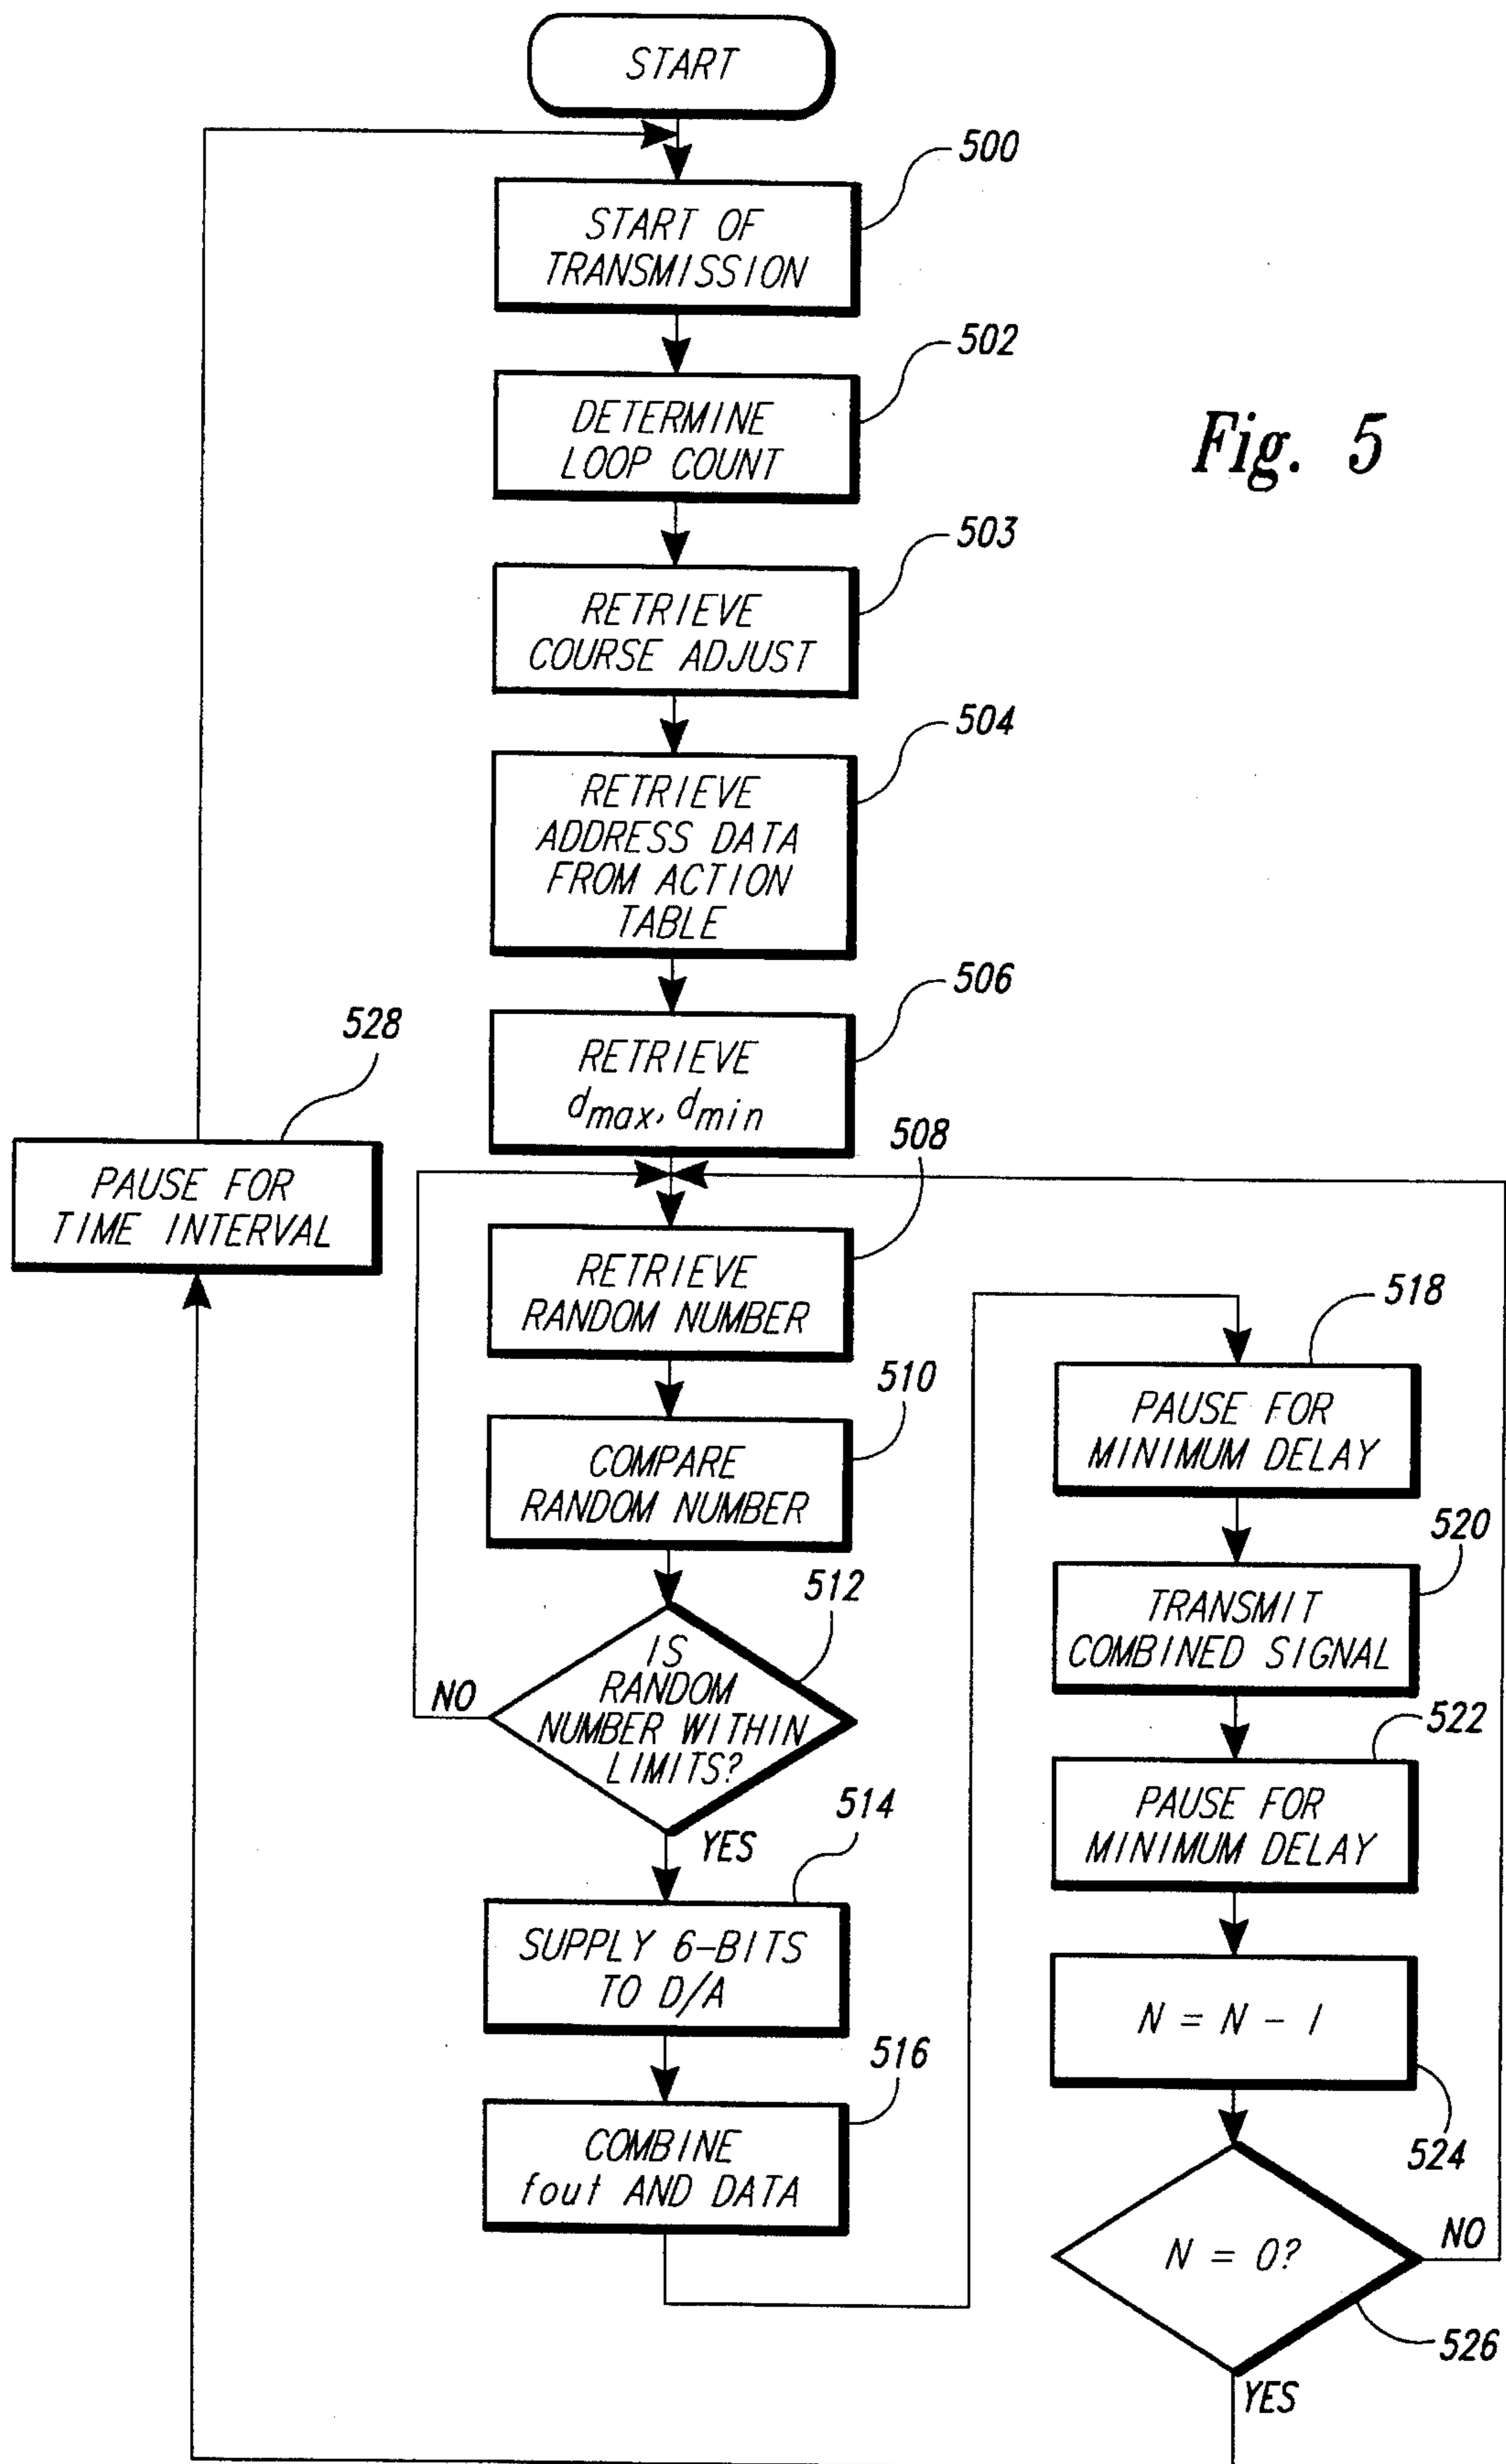 START
500
START OF
TRANSMISSION
502
DETERMINE
LOOP COUNT
Fig. 5
503
RETRIEVE
COURSE ADJUST
504
RETRIEVE
ADDRESS DATA
FROM ACTION
TABLE
506
RETRIEVE
dmax, dmin
528
PAUSE FOR
TIME INTERVAL
508
RETRIEVE
RANDOM NUMBER
510
COMPARE
RANDOM NUMBER
512
IS
RANDOM
NUMBER WITHIN
LIMITS?
NO
YES
514
SUPPLY 6-BITS
TO D/A
516
COMBINE
fout AND DATA
518
PAUSE FOR
MINIMUM DELAY
520
TRANSMIT
COMBINED SIGNAL
522
PAUSE FOR
MINIMUM DELAY
N = N - 1
524
N = 0?
NO
526
YES